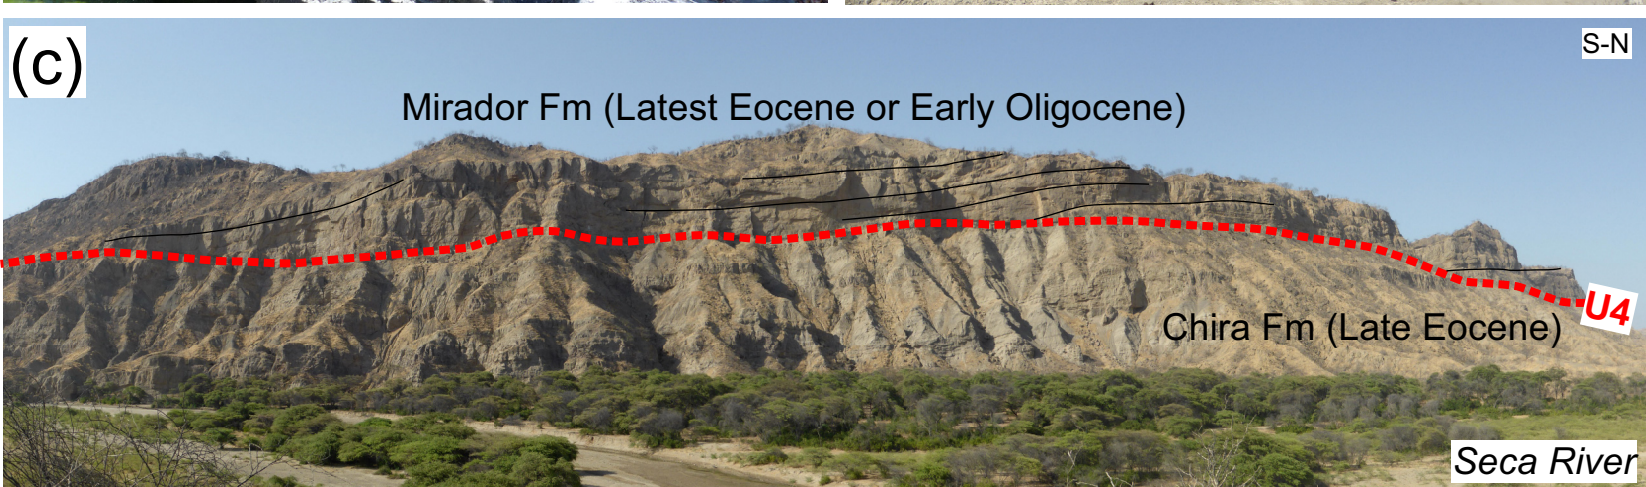 (c)
S-N
Mirador Fm (Latest Eocene or Early Oligocene)
U4
Chira Fm (Late Eocene)
Seca River